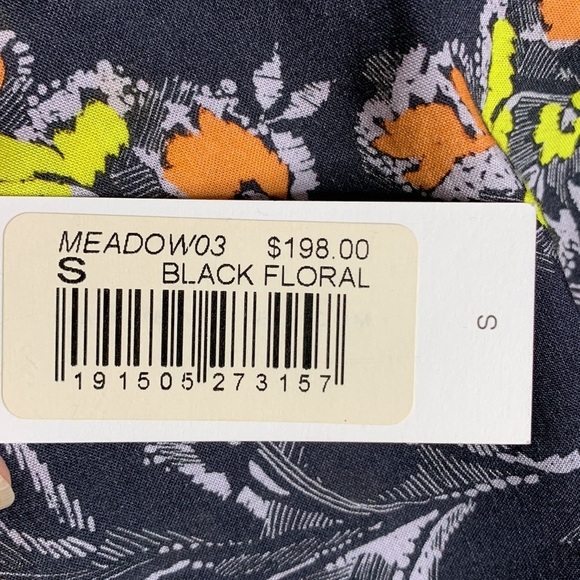 MEADOW03 $198.00
S BLACK FLORAL
191505 273157
S